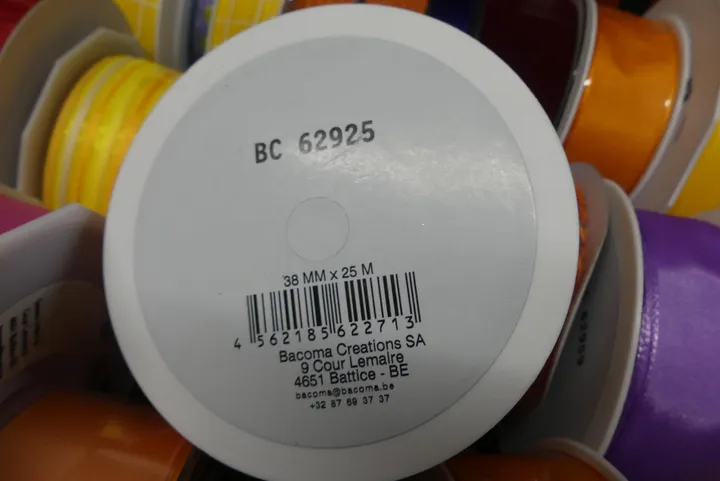 BC 62925
38 MM x 25 M
4 562185 622713
Bacoma Creations SA
9 Cour Lemaire
4651 Battice - BE
bacoma@bacoma.be
+32 87 69 37 37